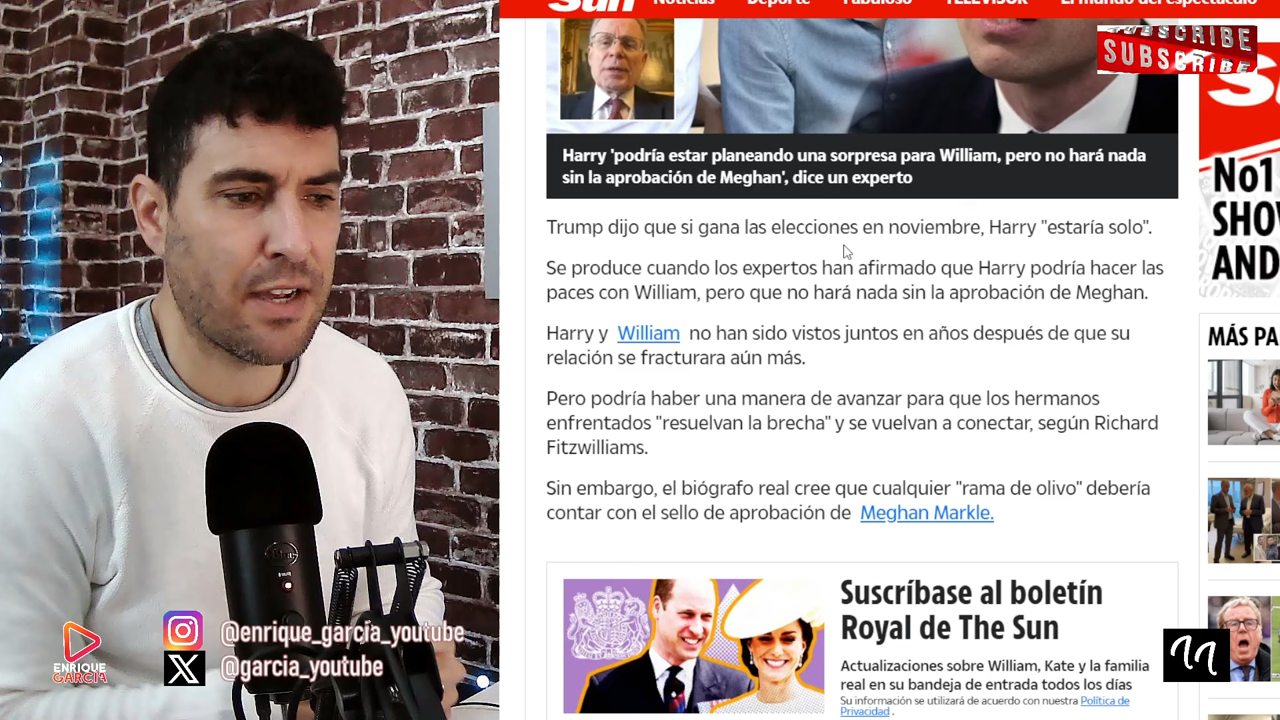 Sun
Noticias
Deporte
Fabuloso
TELEVISOR
El mundo del espectáculo
SUBSCRIBE
SUBSCRIBE
Harry 'podría estar planeando una sorpresa para William, pero no hará nada
sin la aprobación de Meghan', dice un experto
Trump dijo que si gana las elecciones en noviembre, Harry "estaría solo".
Se produce cuando los expertos han afirmado que Harry podría hacer las
paces con William, pero que no hará nada sin la aprobación de Meghan.
Harry y William no han sido vistos juntos en años después de que su
relación se fracturara aún más.
Pero podría haber una manera de avanzar para que los hermanos
enfrentados "resuelvan la brecha" y se vuelvan a conectar, según Richard
Fitzwilliams.
Sin embargo, el biógrafo real cree que cualquier "rama de olivo" debería
contar con el sello de aprobación de Meghan Markle.
Suscríbase al boletín
Royal de The Sun
Actualizaciones sobre William, Kate y la familia
real en su bandeja de entrada todos los días
Su información se utilizará de acuerdo con nuestra Política de
Privacidad .
No1
SHO
AND
MÁS PA
@enrique_garcia_youtube
@garcia_youtube
ENRIQUE
GARCIA